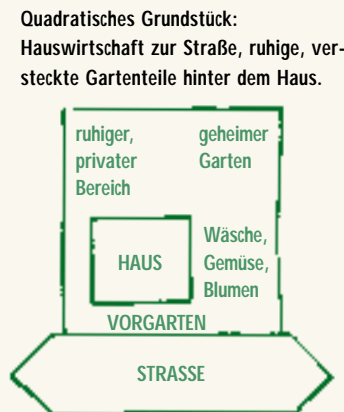 Quadratisches Grundstück:
Hauswirtschaft zur Straße, ruhige, ver-
steckte Gartenteile hinter dem Haus.
ruhiger,
privater
Bereich
geheimer
Garten
HAUS
Wäsche,
Gemüse,
Blumen
VORGARTEN
STRASSE